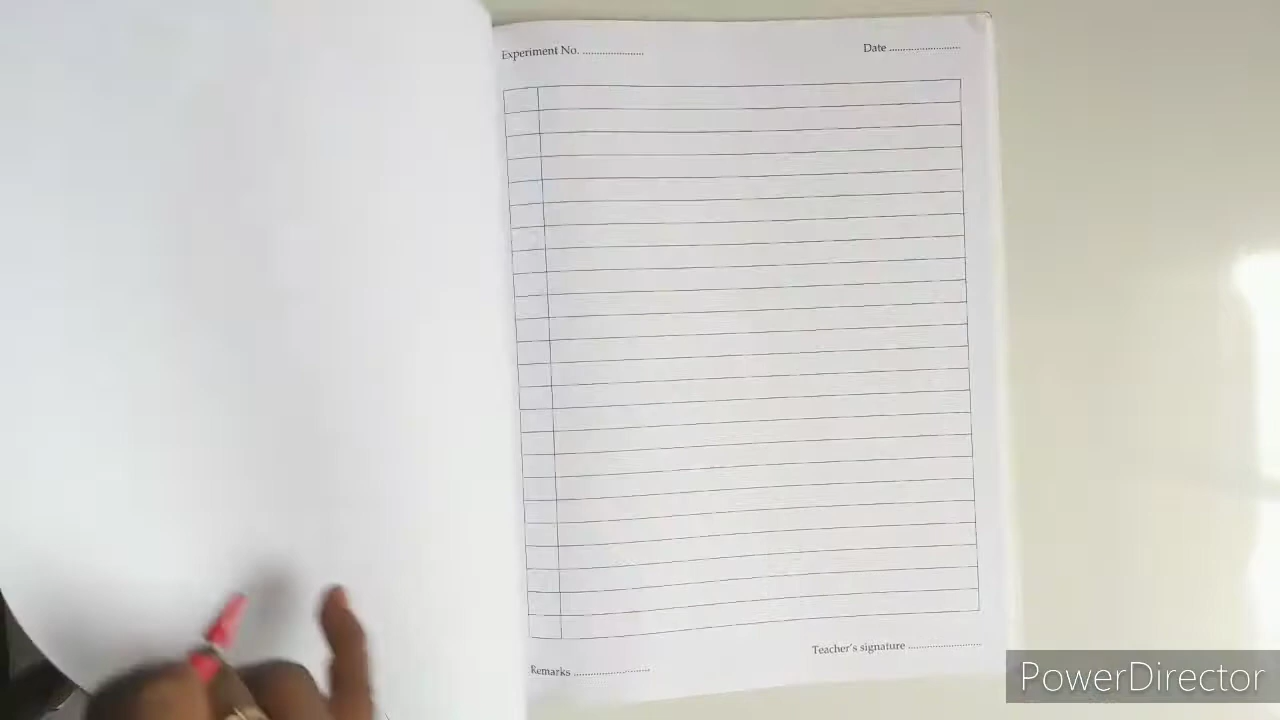 Experiment No. ..................... Date .........................
Teacher's signature .........................
Remarks ..........................
PowerDirector